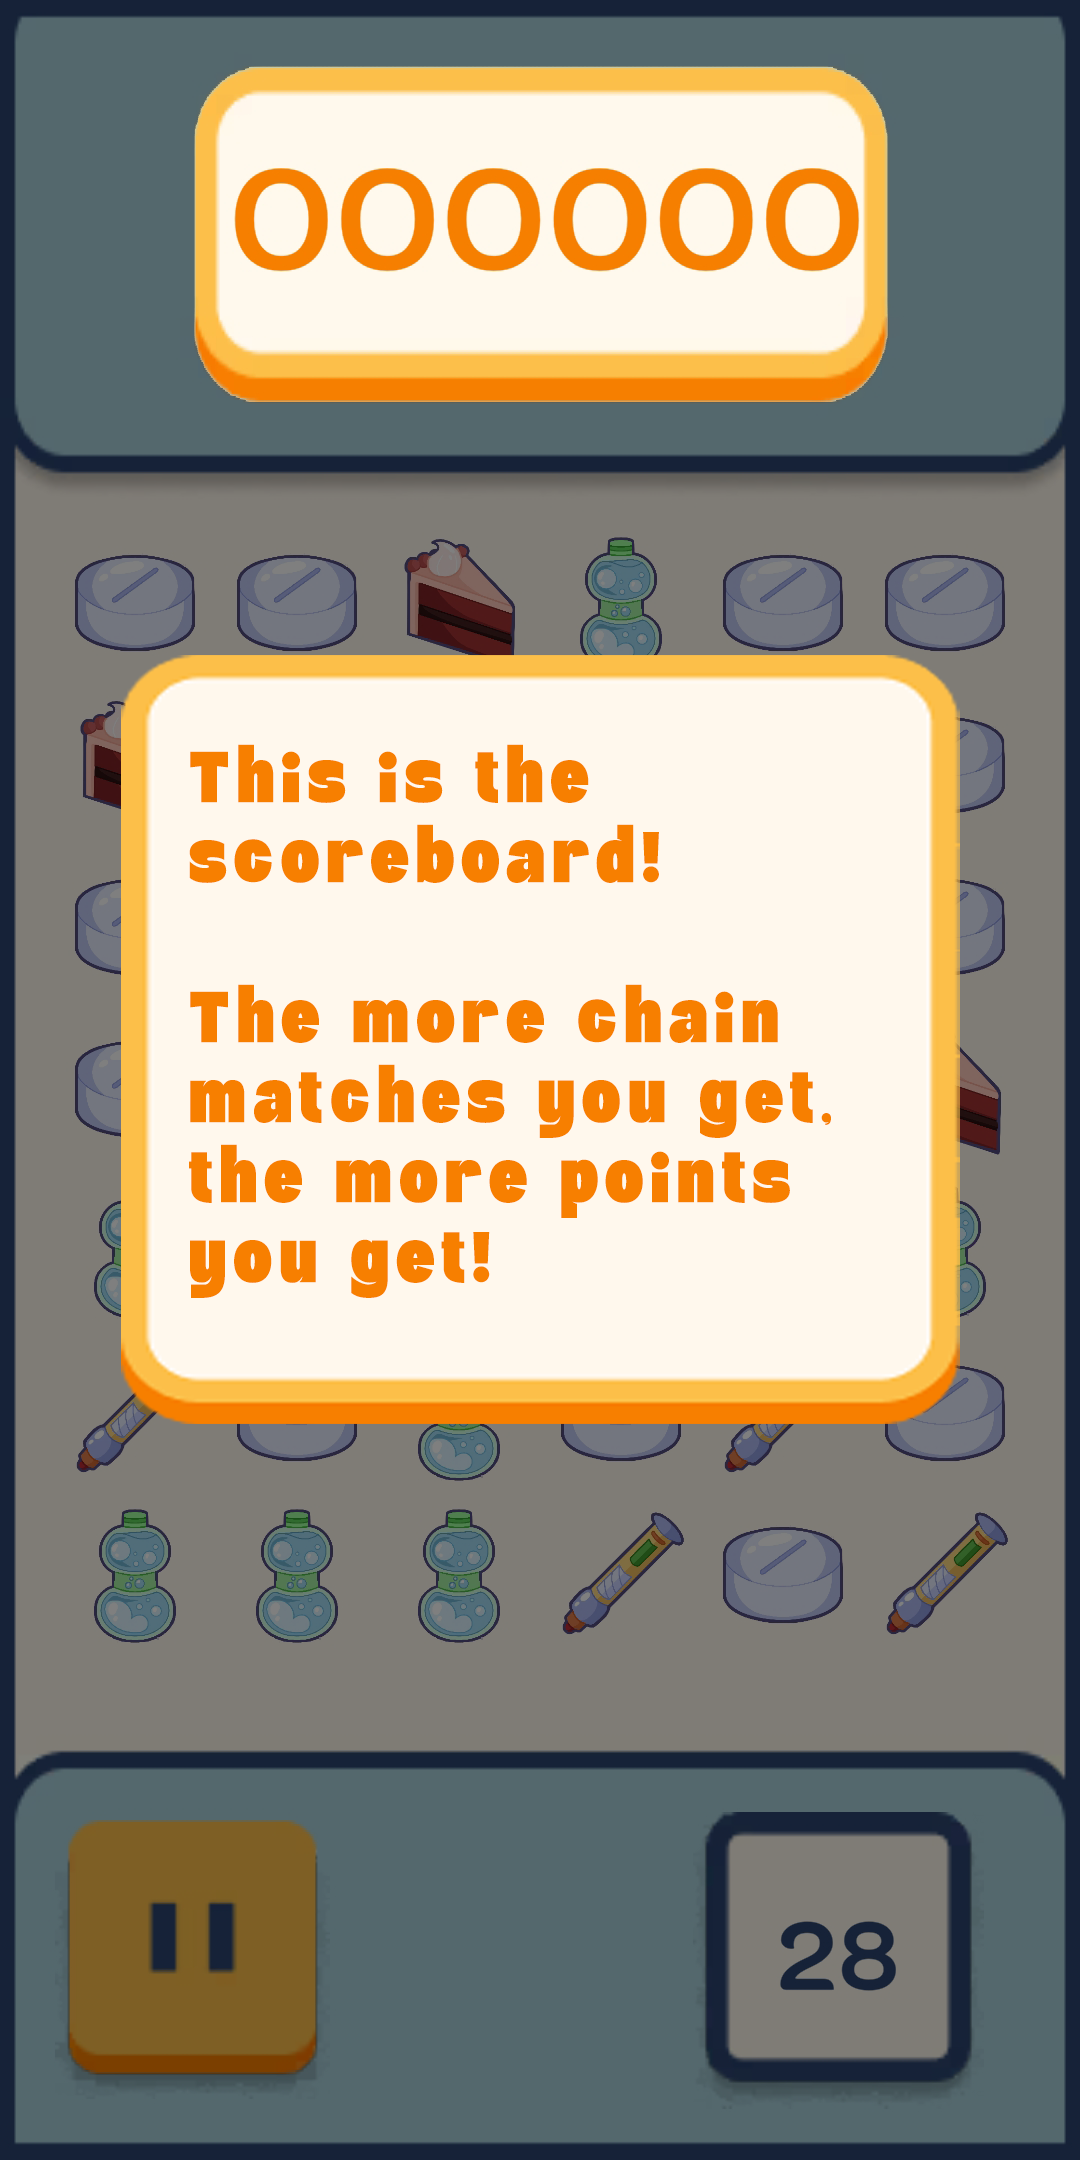 000000
This is the
scoreboard!
The more chain
matches you get,
the more points
you get!
28